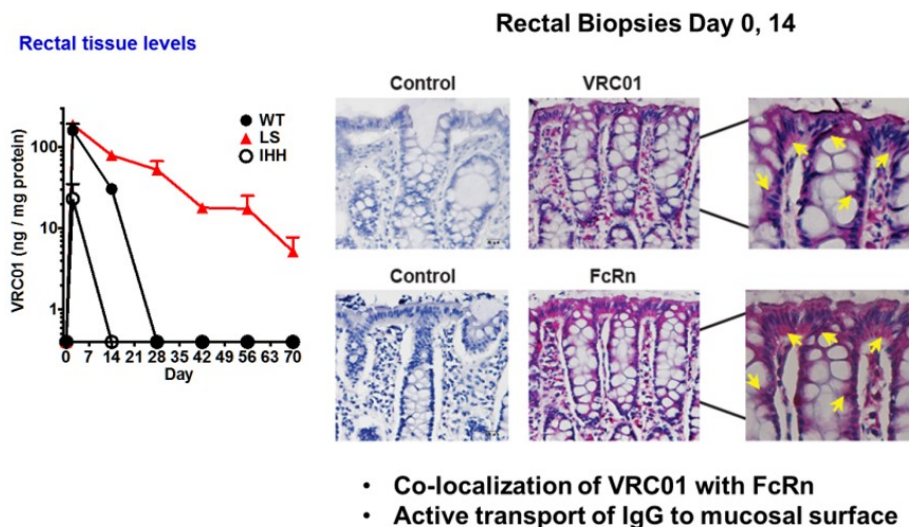 Rectal Biopsies Day 0, 14
Rectal tissue levels
VRC01 (ng / mg protein)
100
10
1
0 7 14 21 28 35 42 49 56 63 70
Day
WT
LS
IHH
Control
VRC01
Control
FcRn
• Co-localization of VRC01 with FcRn
• Active transport of IgG to mucosal surface